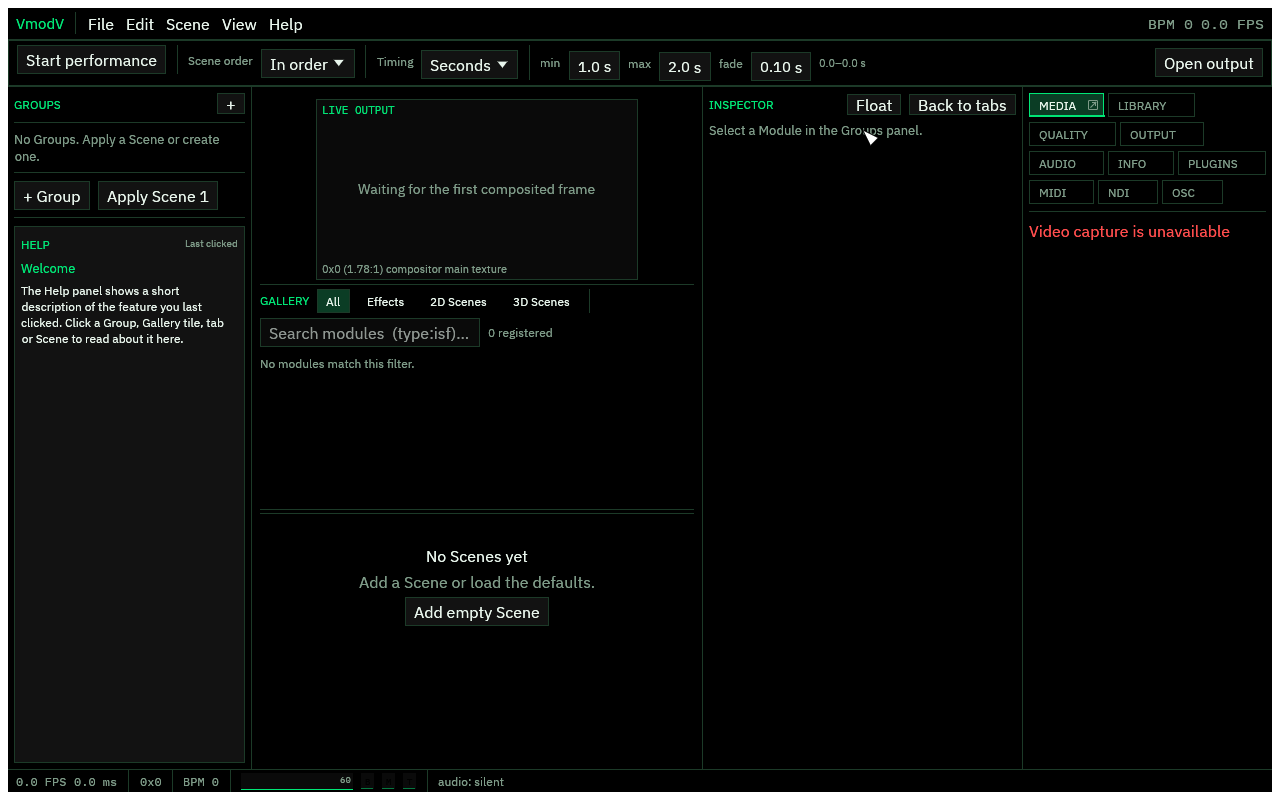 VmodV File Edit Scene View Help BPM 0 0.0 FPS
Start performance Scene order In order Timing Seconds min 1.0 s max 2.0 s fade 0.10 s 0.0–0.0 s Open output
GROUPS +
No Groups. Apply a Scene or create
one.
+ Group Apply Scene 1
HELP Last clicked
Welcome
The Help panel shows a short
description of the feature you last
clicked. Click a Group, Gallery tile, tab
or Scene to read about it here.
LIVE OUTPUT
Waiting for the first composited frame
0x0 (1.78:1) compositor main texture
GALLERY All Effects 2D Scenes 3D Scenes
Search modules (type:isf)... 0 registered
No modules match this filter.
No Scenes yet
Add a Scene or load the defaults.
Add empty Scene
INSPECTOR Float Back to tabs
Select a Module in the Groups panel.
MEDIA LIBRARY
QUALITY OUTPUT
AUDIO INFO PLUGINS
MIDI NDI OSC
Video capture is unavailable
0.0 FPS 0.0 ms 0x0 BPM 0 60 audio: silent